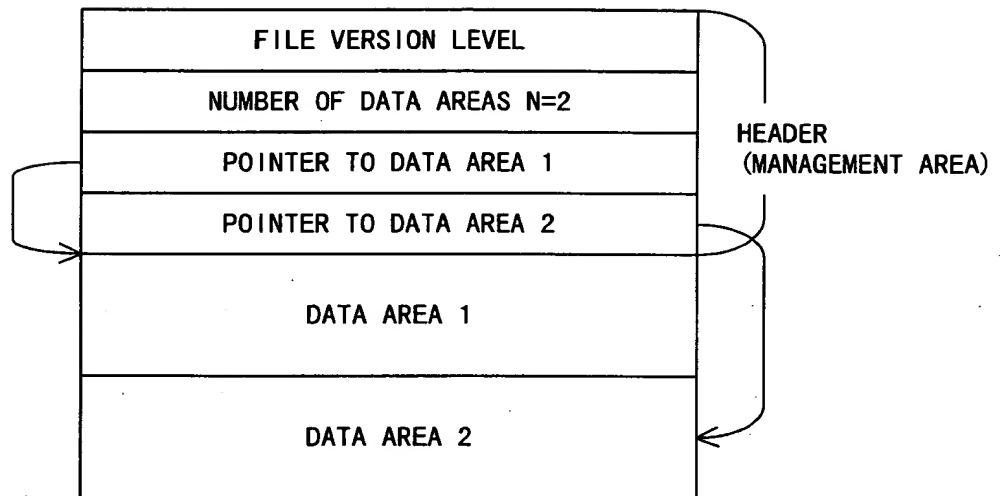 FILE VERSION LEVEL
NUMBER OF DATA AREAS N=2
POINTER TO DATA AREA 1
POINTER TO DATA AREA 2
HEADER
(MANAGEMENT AREA)
DATA AREA 1
DATA AREA 2